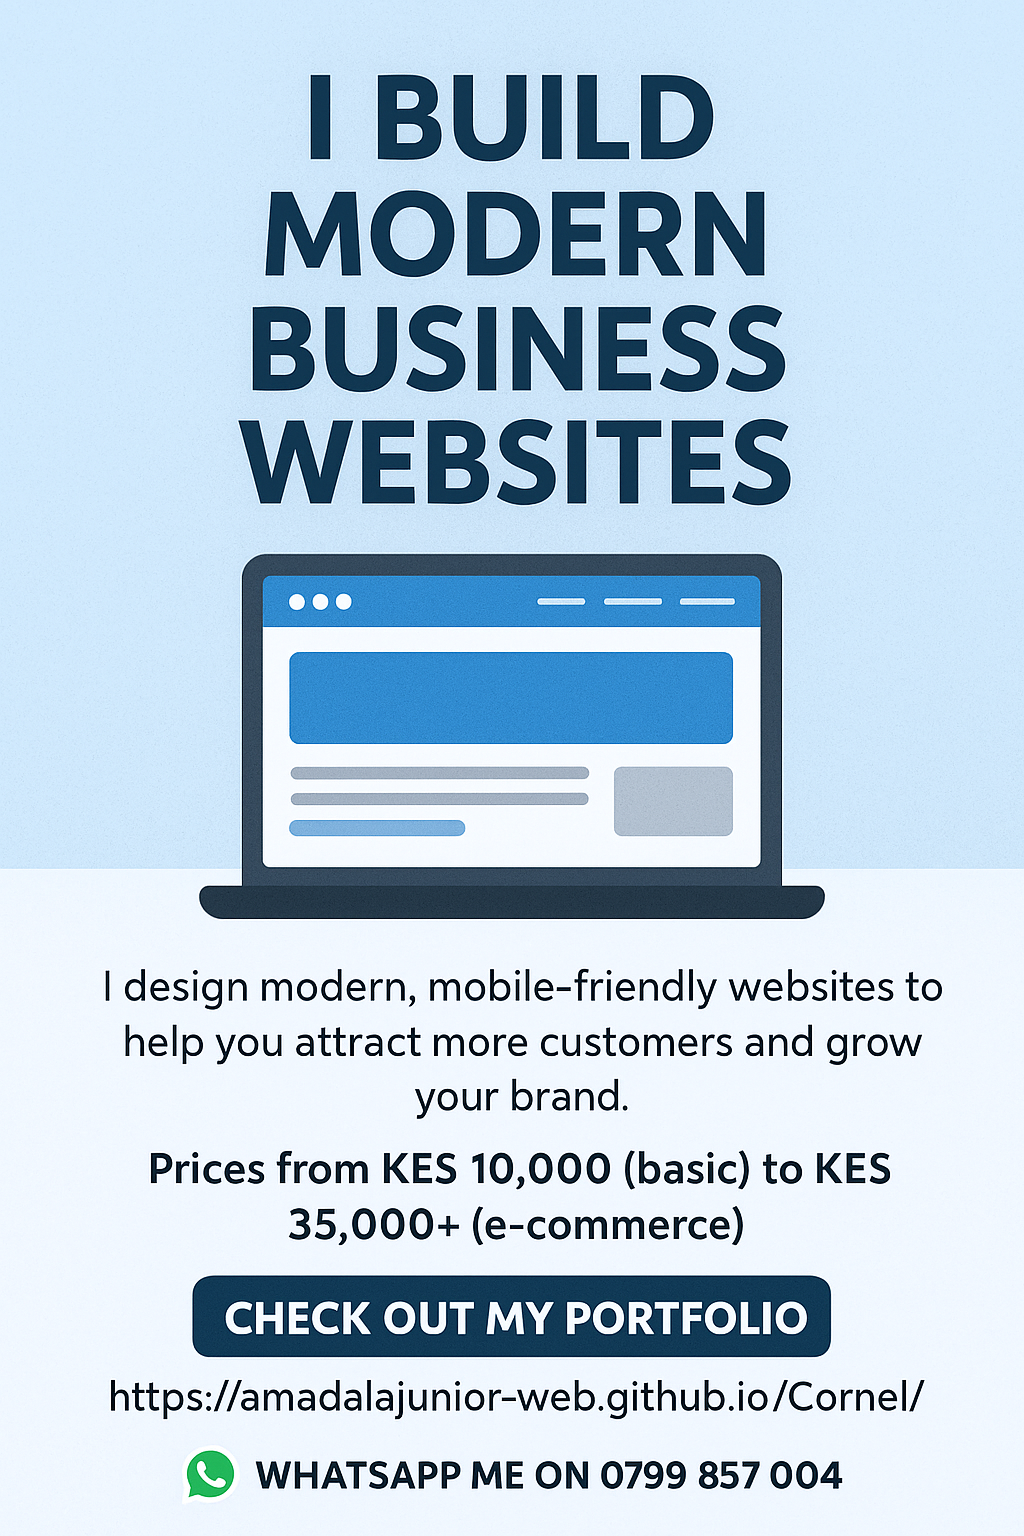 I BUILD
MODERN
BUSINESS
WEBSITES
I design modern, mobile-friendly websites to
help you attract more customers and grow
your brand.
Prices from KES 10,000 (basic) to KES
35,000+ (e-commerce)
CHECK OUT MY PORTFOLIO
https://amadalajunior-web.github.io/Cornel/
WHATSAPP ME ON 0799 857 004